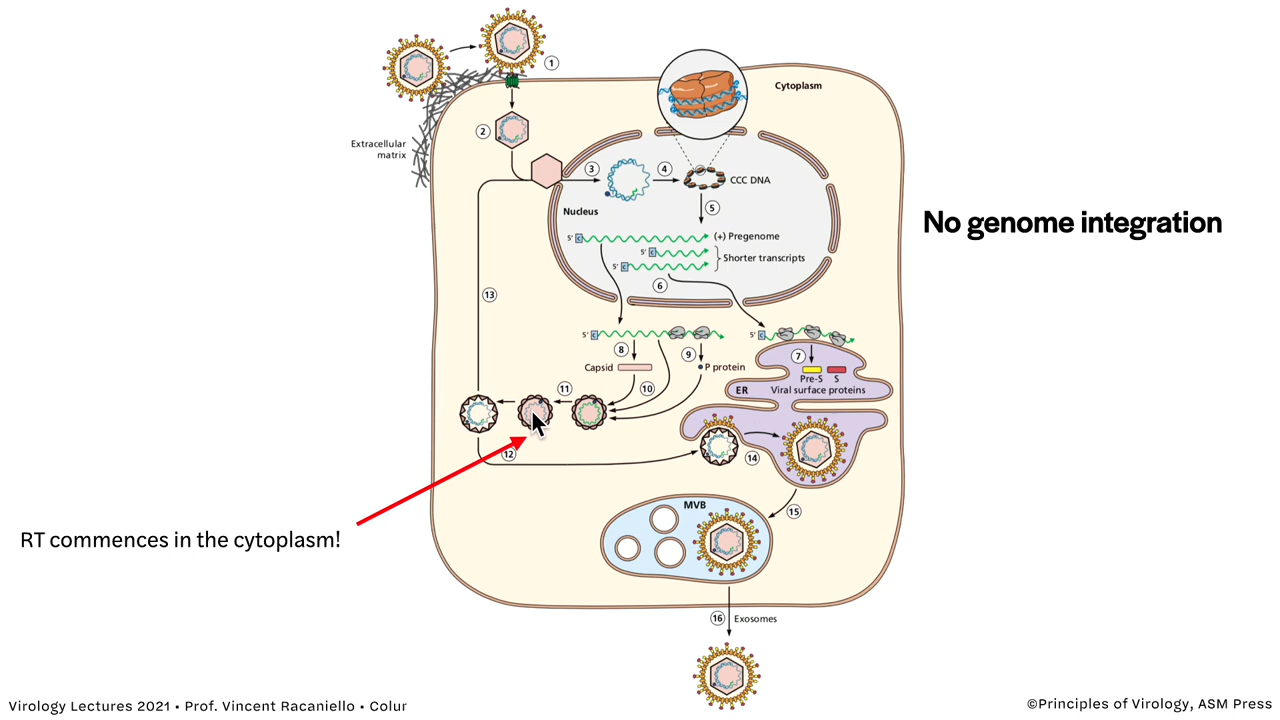 1
Cytoplasm
2
Extracellular
matrix
3
4
CCC DNA
5
Nucleus
5'
C
(+) Pregenome
5'
C
Shorter transcripts
5'
C
6
No genome integration
13
5'
C
5'
C
8
9
7
Capsid
P protein
Pre-S
S
10
11
ER
Viral surface proteins
12
14
RT commences in the cytoplasm!
MVB
15
16
Exosomes
Virology Lectures 2021 • Prof. Vincent Racaniello • Colur
©Principles of Virology, ASM Press